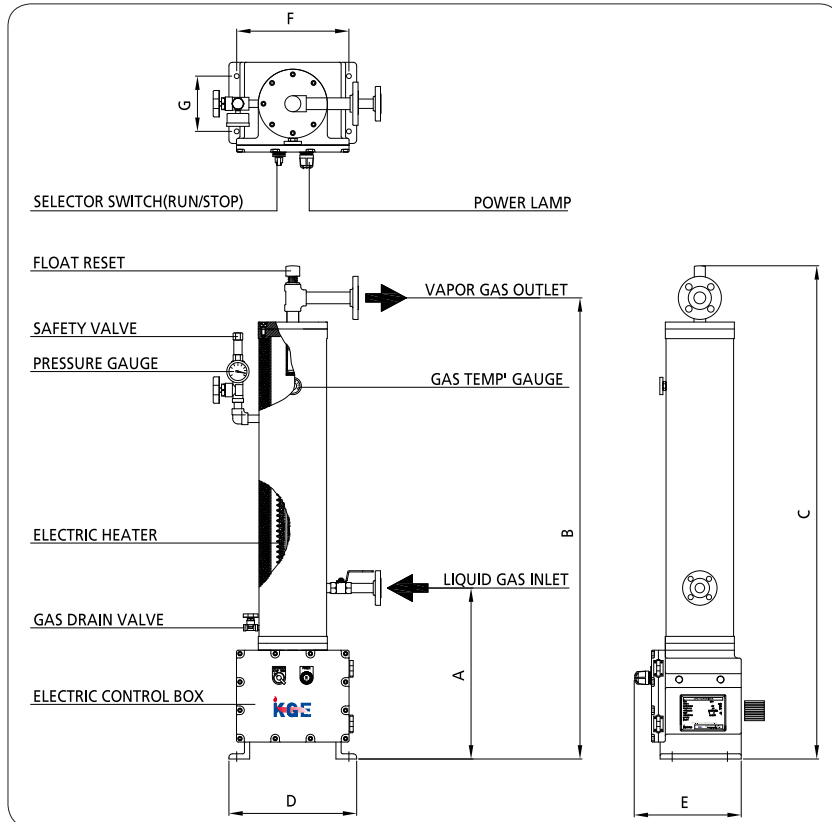 F
G
SELECTOR SWITCH(RUN/STOP)
POWER LAMP
FLOAT RESET
VAPOR GAS OUTLET
SAFETY VALVE
PRESSURE GAUGE
GAS TEMP' GAUGE
C
B
ELECTRIC HEATER
LIQUID GAS INLET
GAS DRAIN VALVE
A
ELECTRIC CONTROL BOX
KGE
D
E